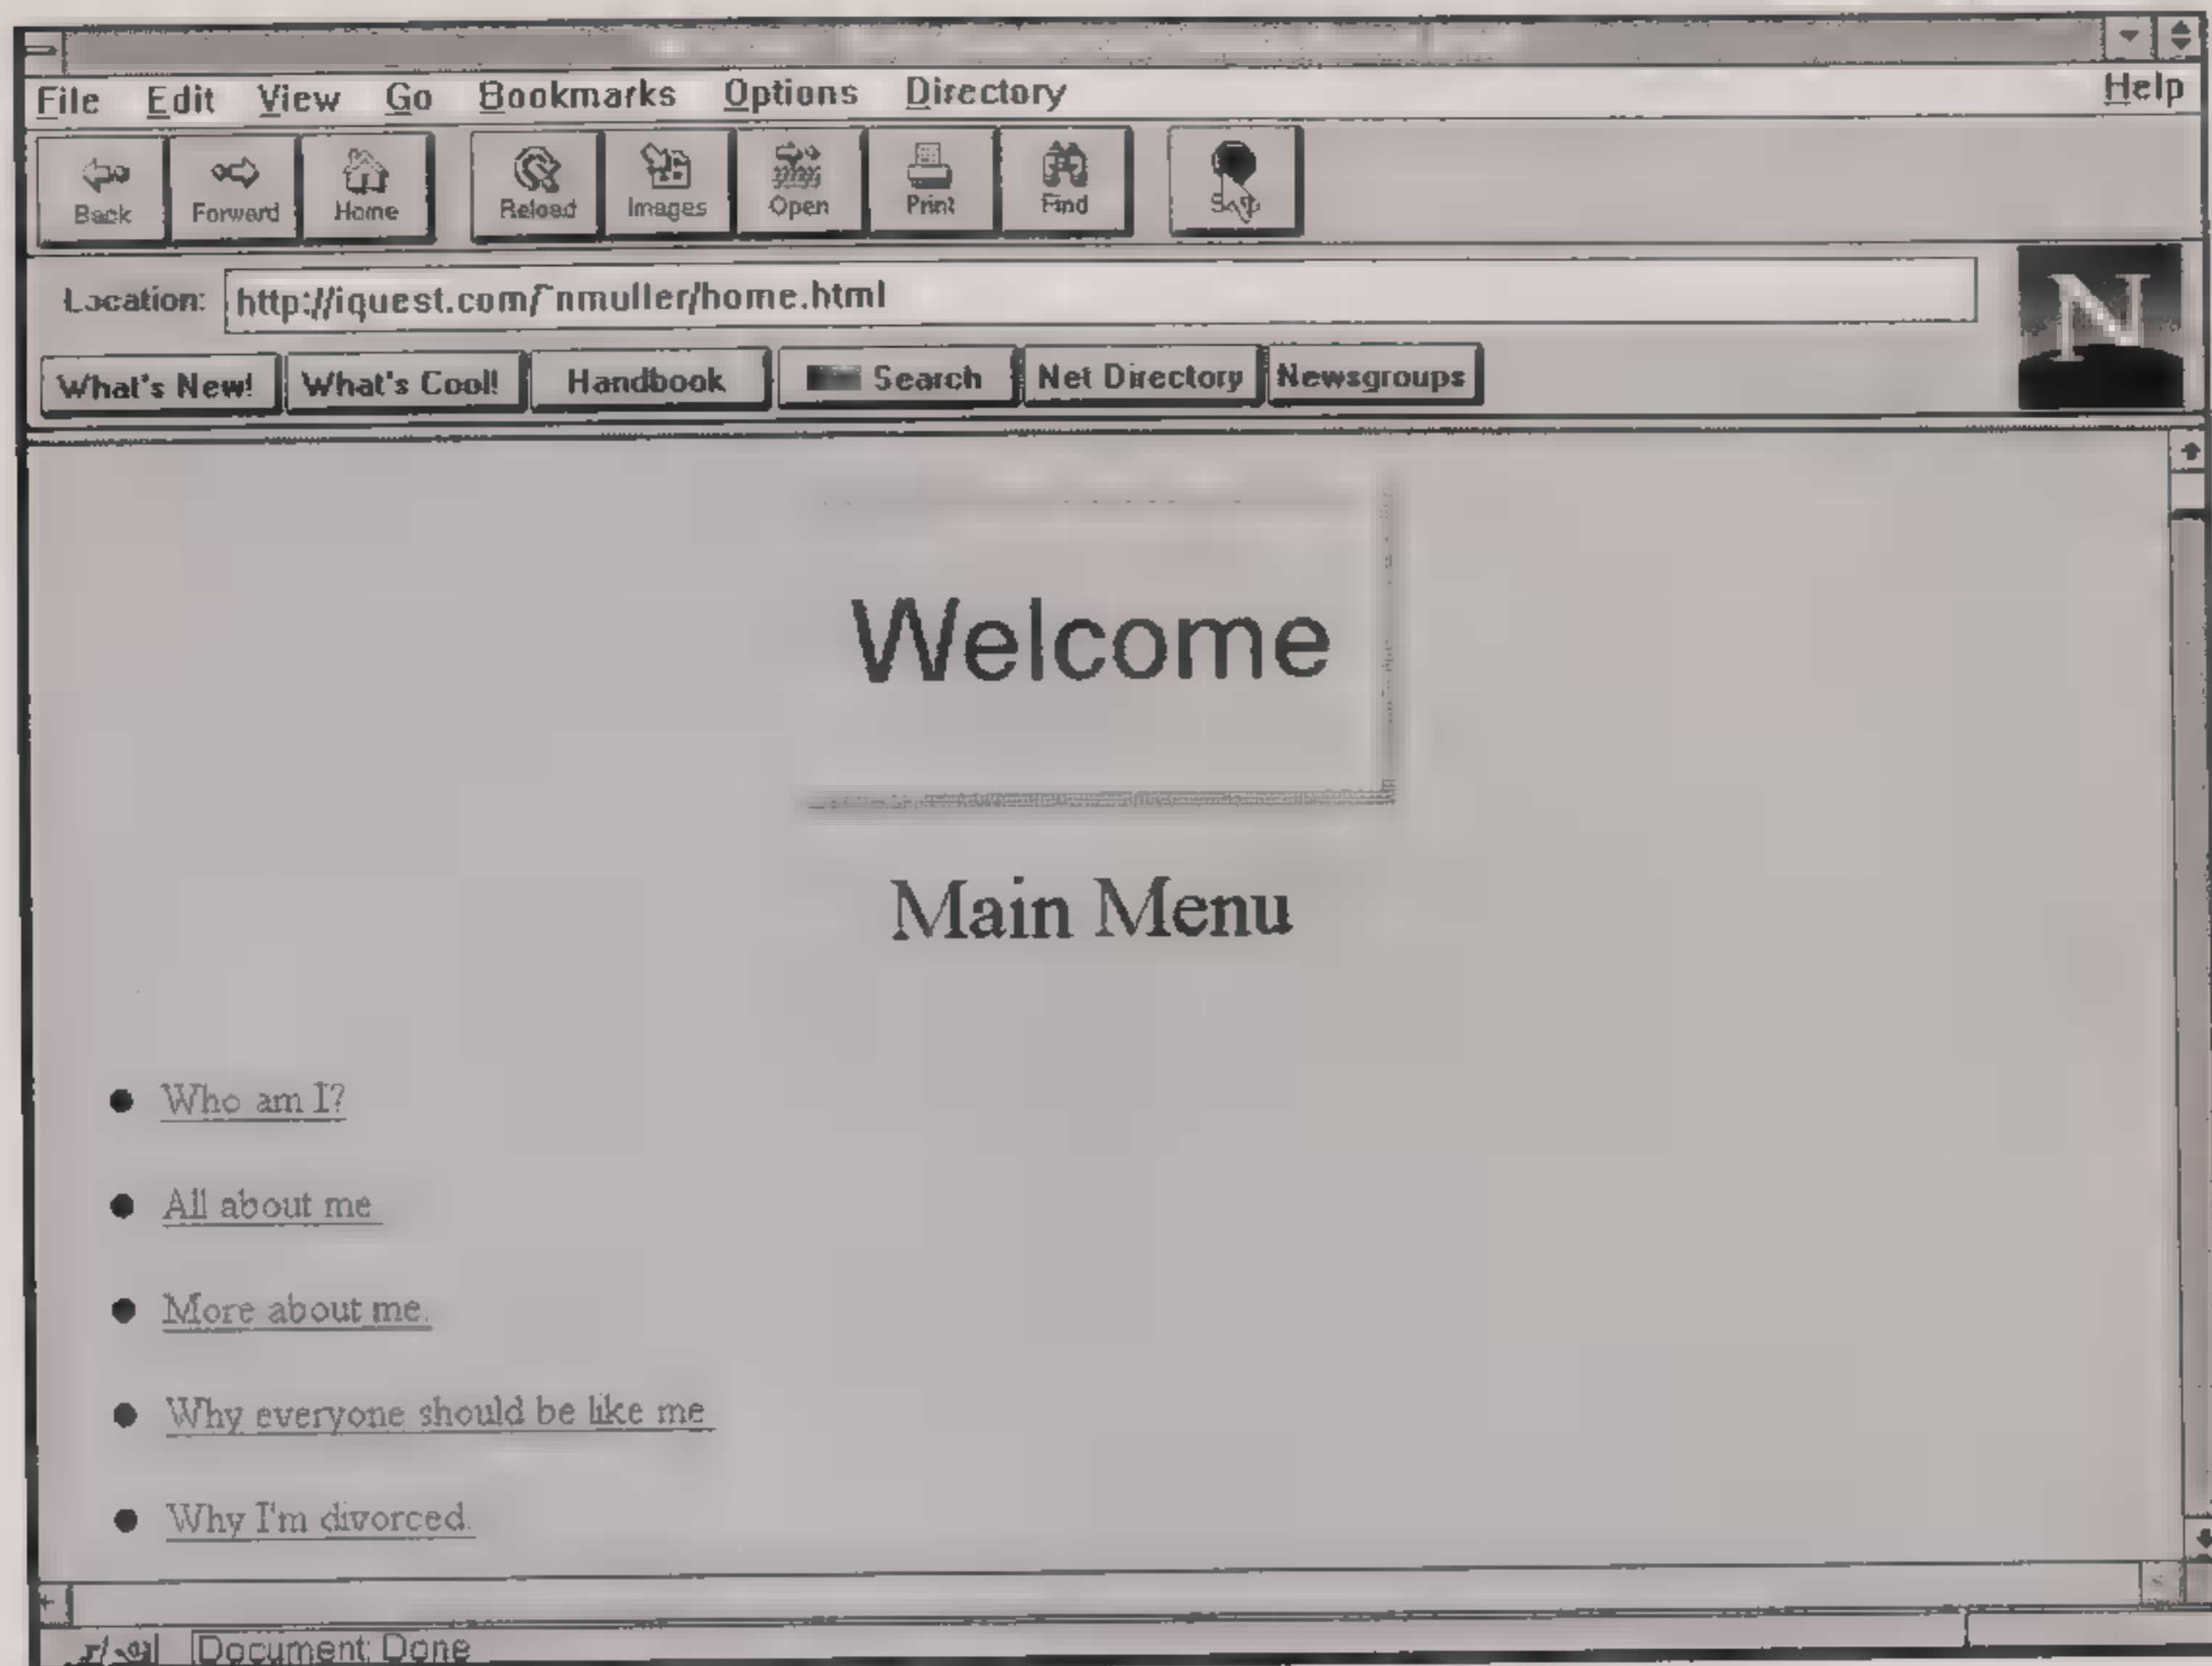 File Edit View Go Bookmarks Options Directory Help
Back Forward Home Reload Images Open Print Find Stop
Location: http://iquest.com/~nmuller/home.html
N
What's New! What's Cool! Handbook Search Net Directory Newsgroups
Welcome
Main Menu
Who am I?
All about me
More about me.
Why everyone should be like me
Why I'm divorced.
Document: Done